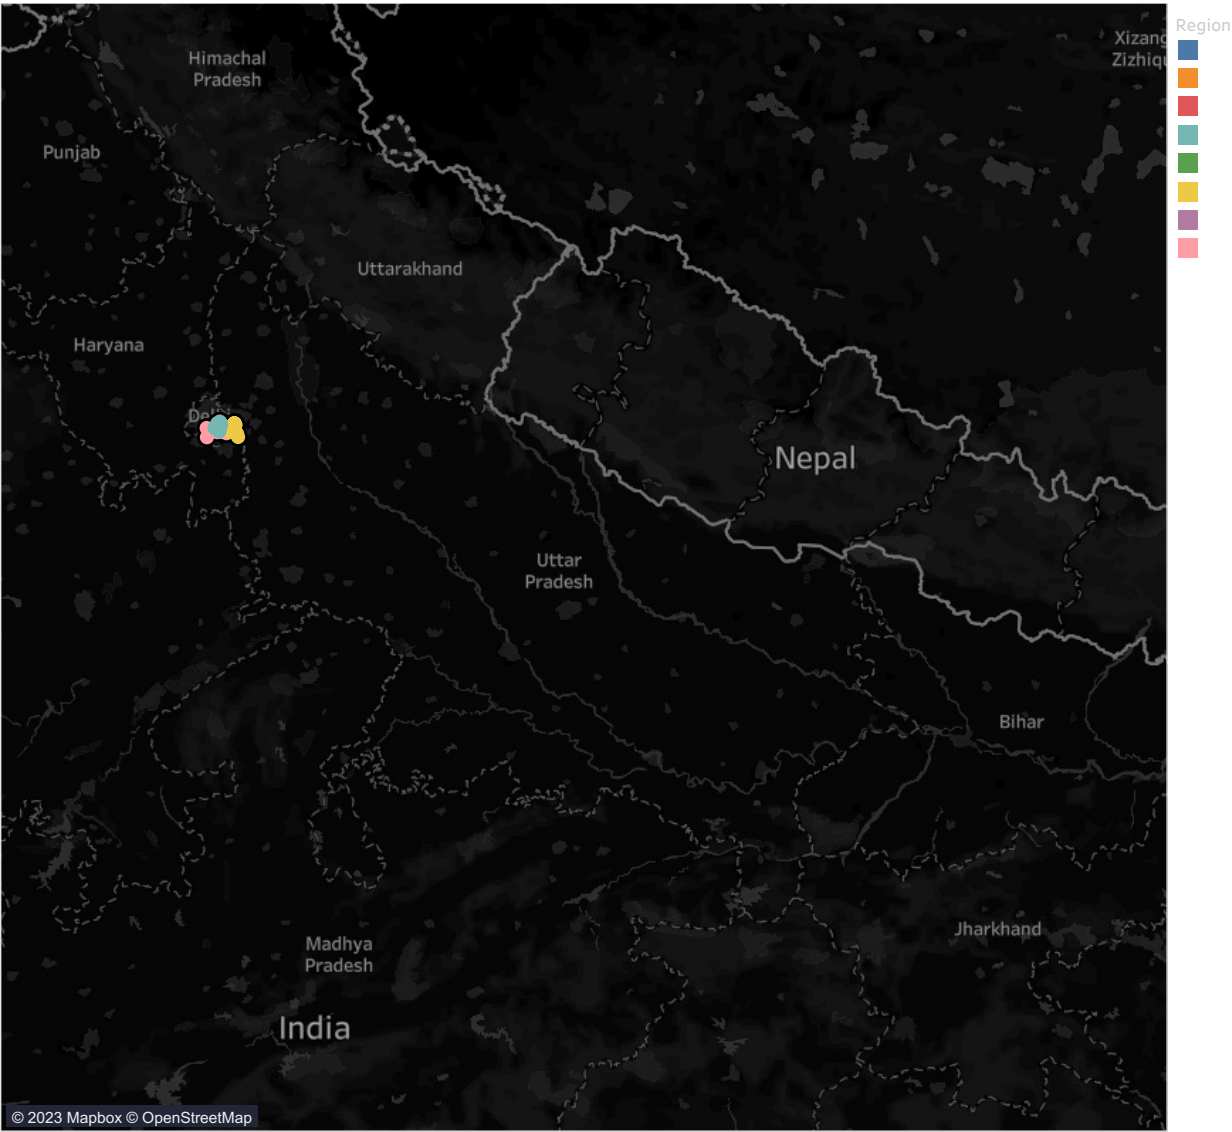 Region
Xizang
Zizhiqu
Himachal
Pradesh
Punjab
Uttarakhand
Haryana
Nepal
Uttar
Pradesh
Bihar
Jharkhand
Madhya
Pradesh
India
© 2023 Mapbox © OpenStreetMap